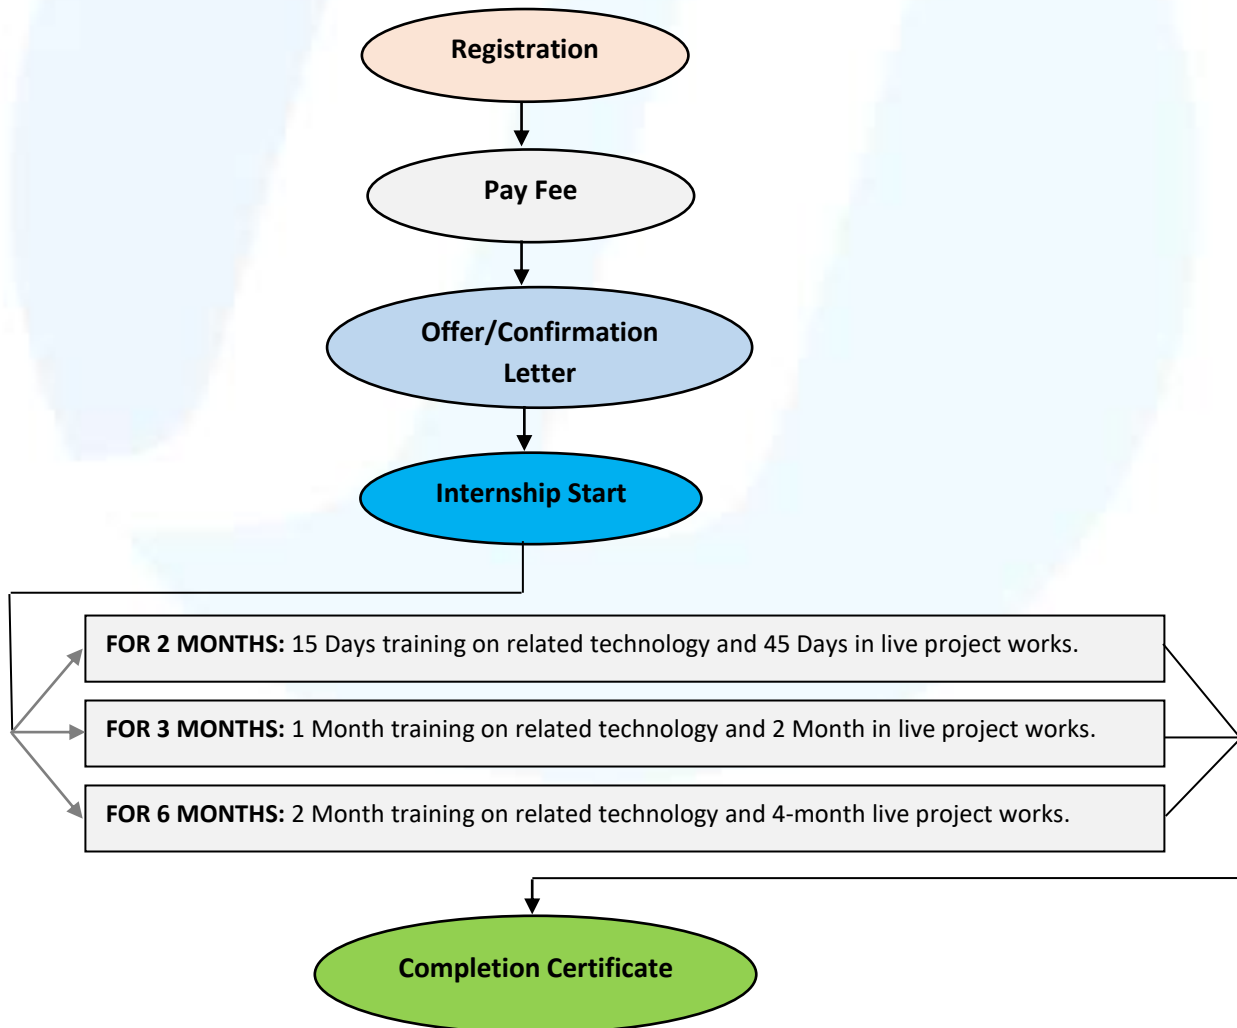 Registration
Pay Fee
Offer/Confirmation
Letter
Internship Start
FOR 2 MONTHS: 15 Days training on related technology and 45 Days in live project works.
FOR 3 MONTHS: 1 Month training on related technology and 2 Month in live project works.
FOR 6 MONTHS: 2 Month training on related technology and 4-month live project works.
Completion Certificate